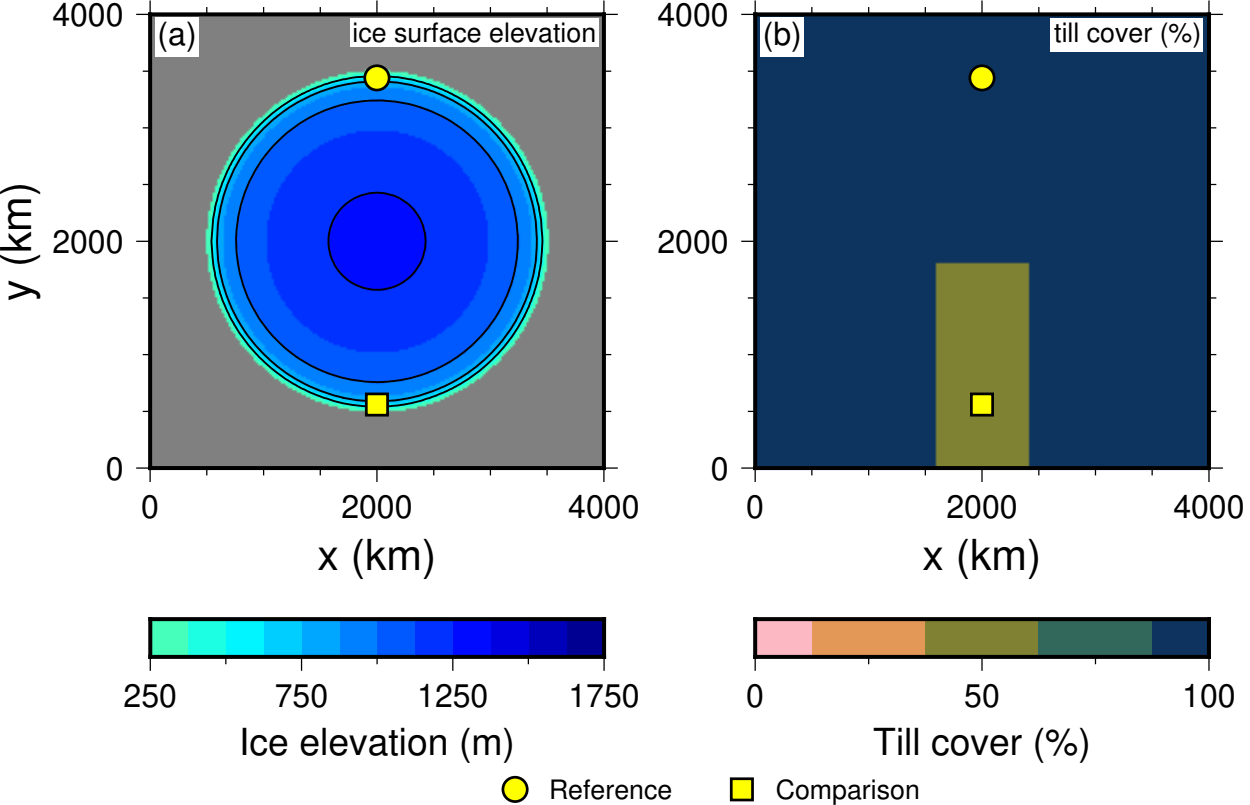 4000
(a)
ice surface elevation
2000
0
y (km)
0
2000
4000
x (km)
4000
(b)
till cover (%)
2000
0
0
2000
4000
x (km)
250
750
1250
1750
Ice elevation (m)
0
50
100
Till cover (%)
Reference
Comparison